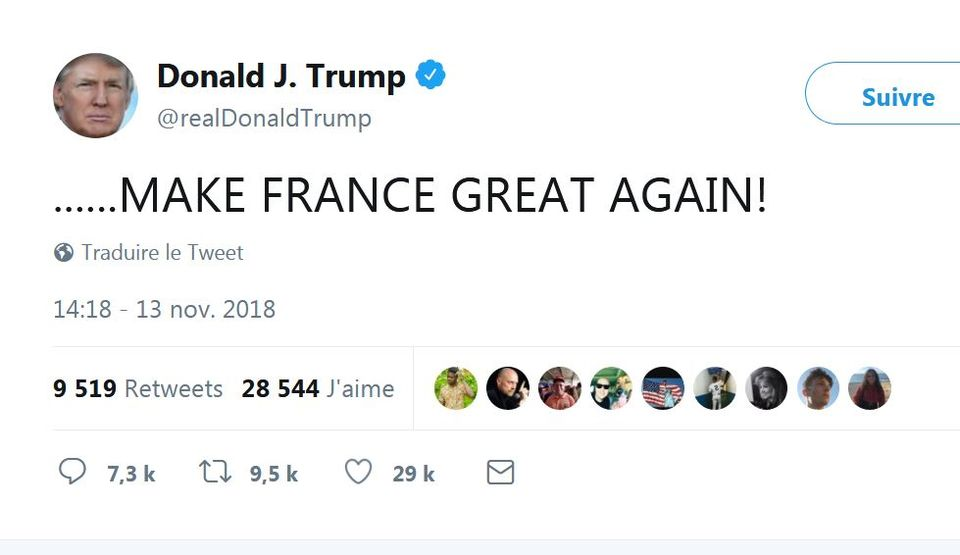 Donald J. Trump
@realDonaldTrump
Suivre
......MAKE FRANCE GREAT AGAIN!
Traduire le Tweet
14:18 - 13 nov. 2018
9 519 Retweets 28 544 J'aime
7,3 k 9,5 k 29 k